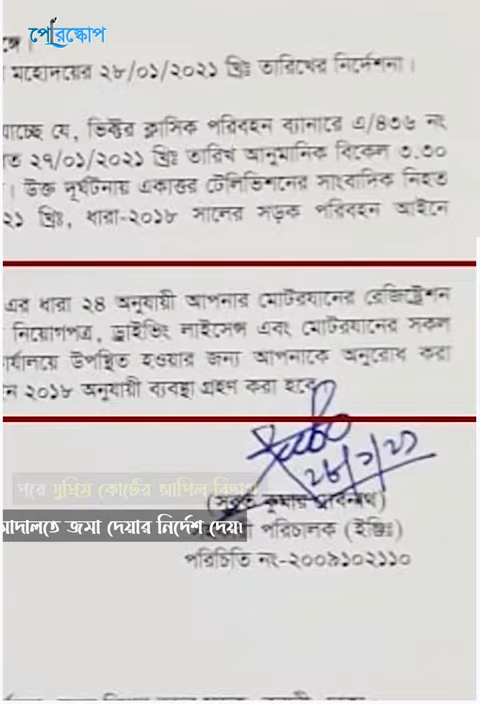 পেরিস্কোপ
ঙ্গে।
মহোদয়ের ২৮/০১/২০২১ খ্রিঃ তারিখের নির্দেশনা।
যাচ্ছে যে, ভিক্টর ক্লাসিক পরিবহন ব্যানারে এ/৪৩৬ নং
ত ২৭/০১/২০২১ খ্রিঃ তারিখ আনুমানিক বিকেল ৩.৩০
। উক্ত দূর্ঘটনায় একাত্তর টেলিভিশনের সাংবাদিক নিহত
২১ খ্রিঃ, ধারা-২০১৮ সালের সড়ক পরিবহন আইনে
এর ধারা ২৪ অনুযায়ী আপনার মোটরযানের রেজিস্ট্রেশন
নিয়োগপত্র, ড্রাইভিং লাইসেন্স এবং মোটরযানের সকল
কার্যালয়ে উপস্থিত হওয়ার জন্য আপনাকে অনুরোধ করা
ন ২০১৮ অনুযায়ী ব্যবস্থা গ্রহণ করা হবে
২৮/১/২১
পরে সুপ্রিম কোর্টের আপিল বিভাগ
কুমার
আদালতে জমা দেয়ার নির্দেশ দেয়া
পরিচালক (ইঞ্জিঃ)
পরিচিতি নং-২০০৯১০২১১০